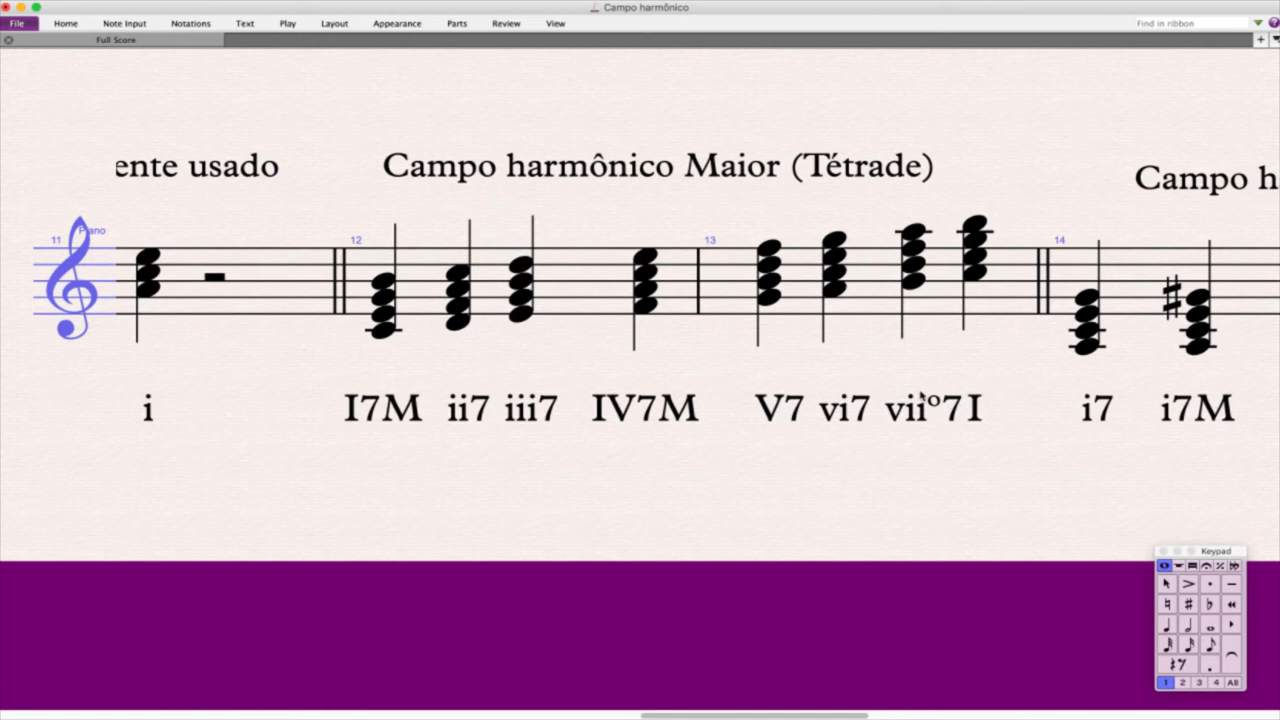 Campo harmônico
File Home Note Input Notations Text Play Layout Appearance Parts Review View Find in ribbon
Full Score
ente usado Campo harmônico Maior (Tétrade) Campo h
Piano
11 12 13 14
i I7M ii7 iii7 IV7M V7 vi7 viiº7 I i7 i7M
Keypad
1 2 3 4 All